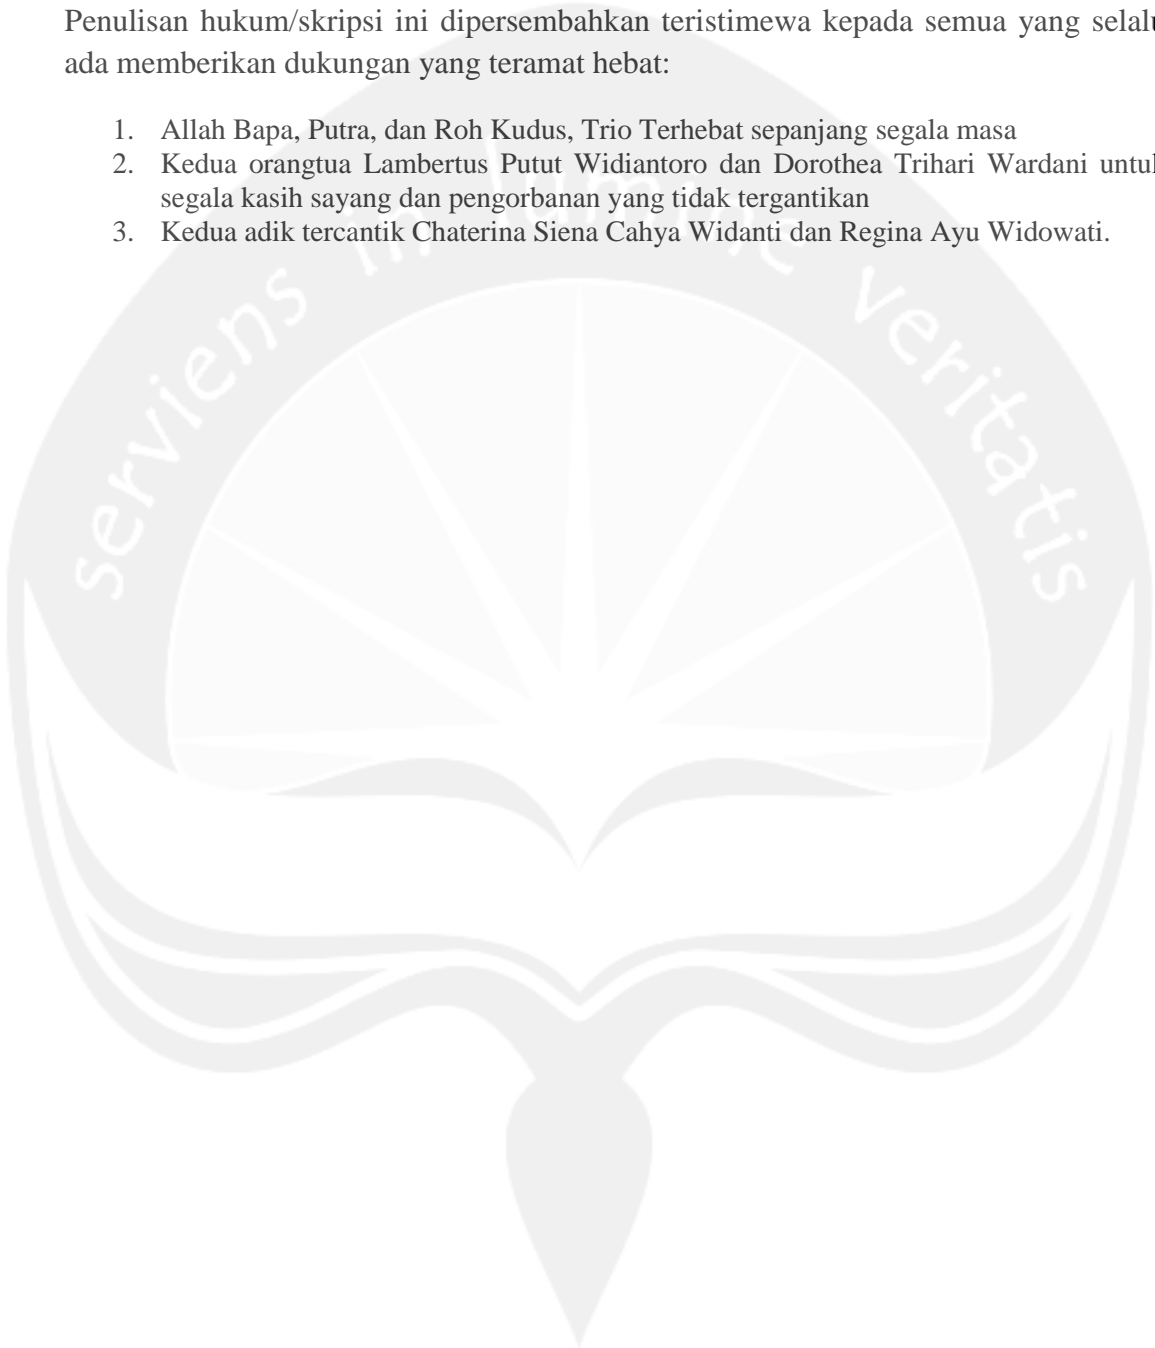 Penulisan hukum/skripsi ini dipersembahkan teristimewa kepada semua yang selalu
ada memberikan dukungan yang teramat hebat:
1. Allah Bapa, Putra, dan Roh Kudus, Trio Terhebat sepanjang segala masa
2. Kedua orangtua Lambertus Putut Widiantoro dan Dorothea Trihari Wardani untuk
segala kasih sayang dan pengorbanan yang tidak tergantikan
3. Kedua adik tercantik Chaterina Siena Cahya Widanti dan Regina Ayu Widowati.
serviens in lumine veritatis